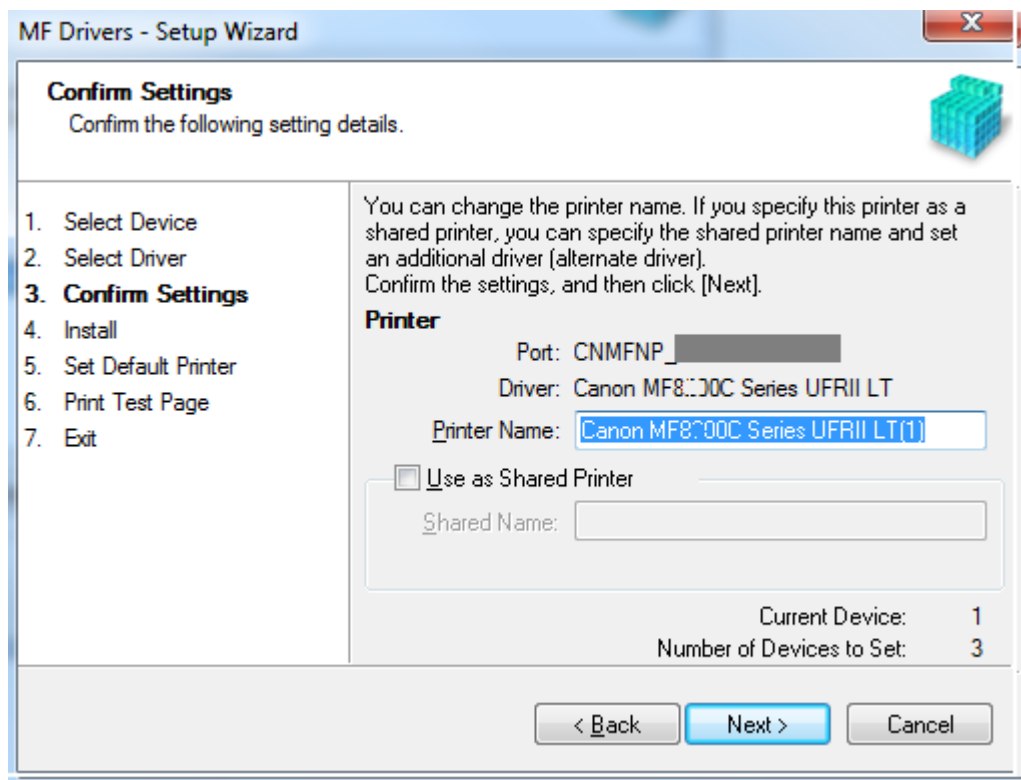 MF Drivers - Setup Wizard
Confirm Settings
Confirm the following setting details.
1. Select Device
2. Select Driver
3. Confirm Settings
4. Install
5. Set Default Printer
6. Print Test Page
7. Exit
You can change the printer name. If you specify this printer as a
shared printer, you can specify the shared printer name and set
an additional driver (alternate driver).
Confirm the settings, and then click [Next].
Printer
Port: CNMFNP_
Driver: Canon Series UFRII LT
Printer Name: Canon Series UFRII LT(1)
Use as Shared Printer
Shared Name:
Current Device: 1
Number of Devices to Set: 3
< Back Next > Cancel